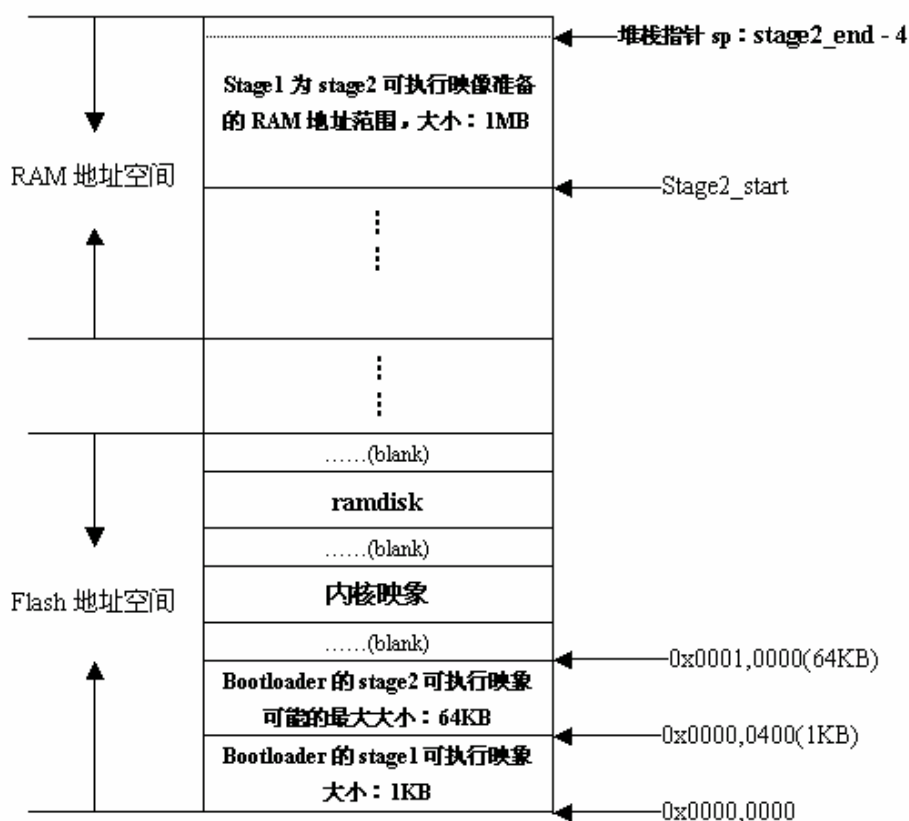 堆栈指针 sp：stage2_end - 4
Stage1 为 stage2 可执行映像准备
的 RAM 地址范围，大小：1MB
RAM 地址空间
Stage2_start
......(blank)
ramdisk
......(blank)
内核映象
Flash 地址空间
......(blank)
0x0001,0000(64KB)
Bootloader 的 stage2 可执行映象
可能的最大大小：64KB
0x0000,0400(1KB)
Bootloader 的 stage1 可执行映象
大小：1KB
0x0000,0000